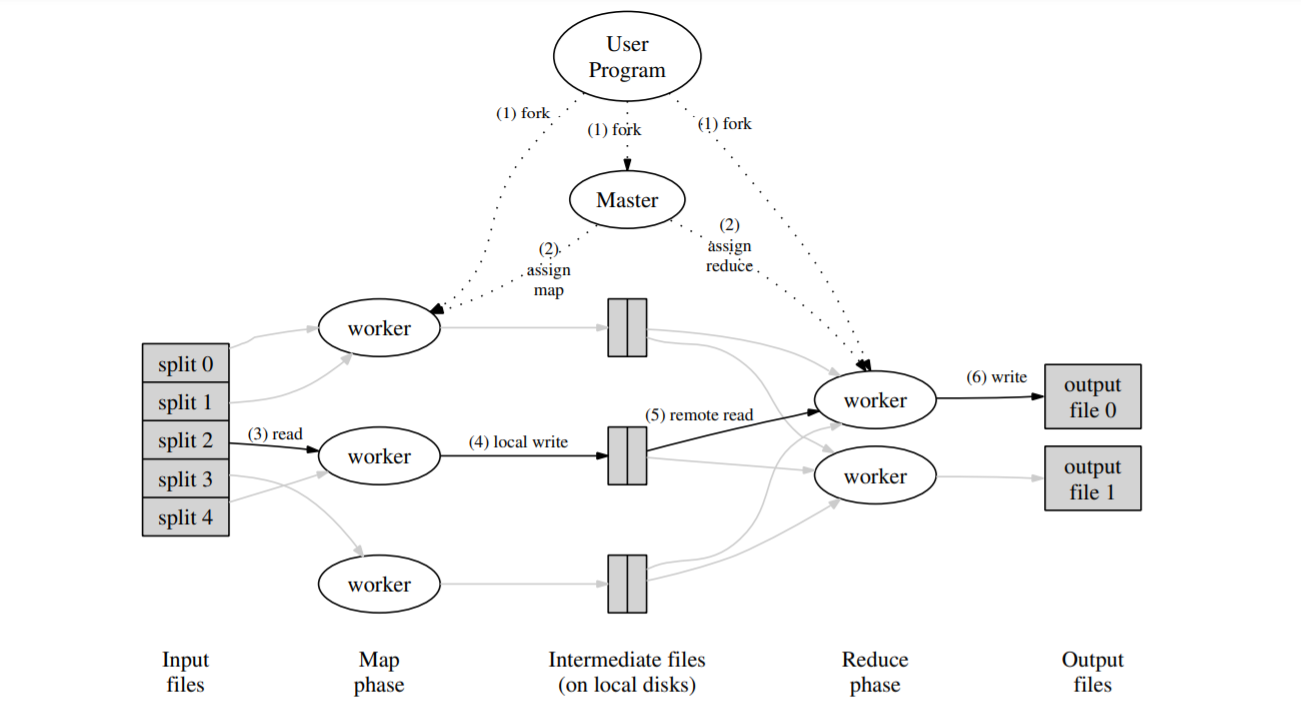 User
Program
(1) fork
(1) fork
(1) fork
Master
(2)
assign
map
(2)
assign
reduce
worker
split 0
split 1
split 2
split 3
split 4
(3) read
worker
(4) local write
worker
(5) remote read
worker
worker
(6) write
output
file 0
output
file 1
Input
files
Map
phase
Intermediate files
(on local disks)
Reduce
phase
Output
files